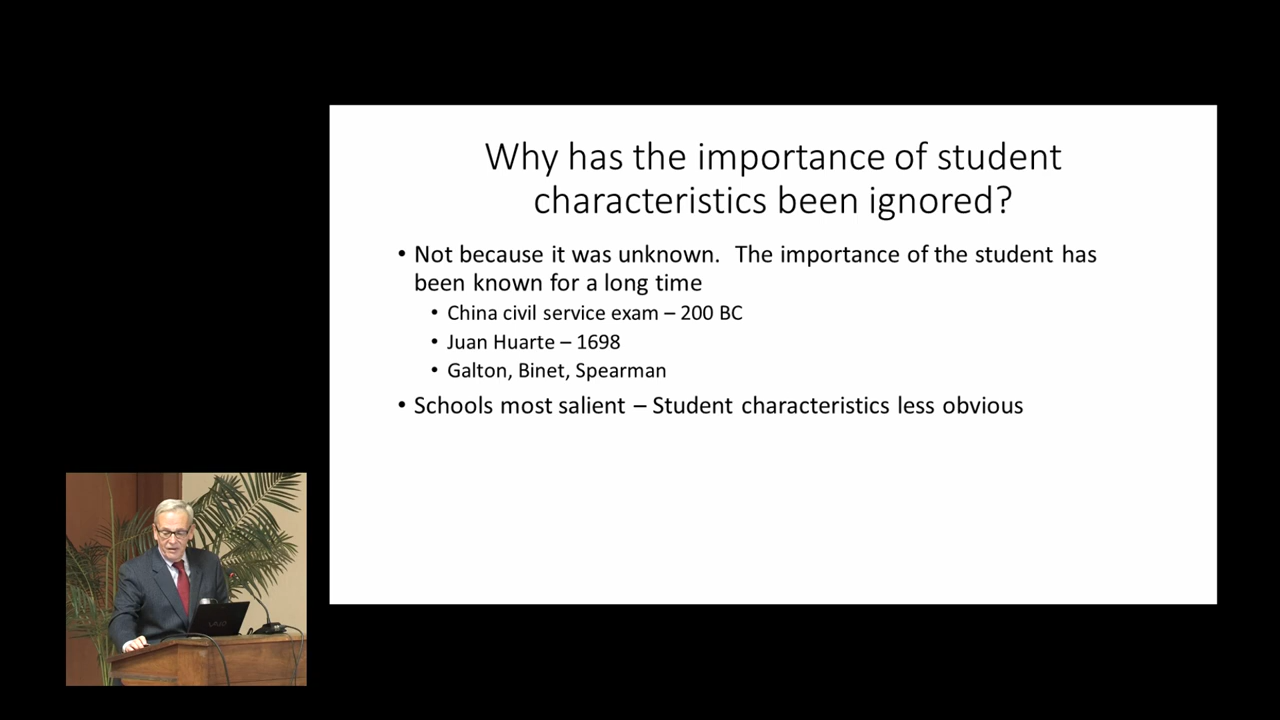 Why has the importance of student
characteristics been ignored?
• Not because it was unknown.  The importance of the student has
been known for a long time
• China civil service exam – 200 BC
• Juan Huarte – 1698
• Galton, Binet, Spearman
• Schools most salient – Student characteristics less obvious
VAIO